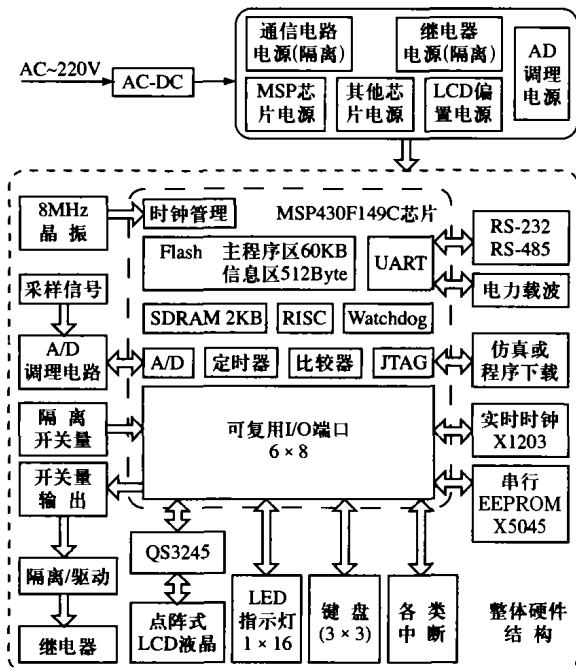 AC~220V
AC-DC
通信电路
电源(隔离)
继电器
电源(隔离)
AD
调理
电源
MSP芯
片电源
其他芯
片电源
LCD偏
置电源
8MHz
晶振
时钟管理
MSP430F149C芯片
Flash 主程序区60KB
信息区512Byte
UART
RS-232
RS-485
采样信号
电力载波
SDRAM 2KB
RISC
Watchdog
A/D
调理电路
A/D
定时器
比较器
JTAG
仿真或
程序下载
隔离
开关量
可复用I/O端口
6×8
实时时钟
X1203
开关量
输出
串行
EEPROM
X5045
隔离/驱动
QS3245
LED
指示灯
1×16
键盘
(3×3)
各类
中断
整体硬件
结构
继电器
点阵式
LCD液晶